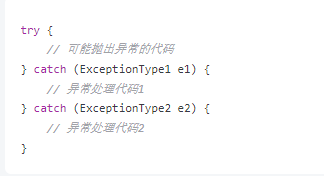 try {
    // 可能抛出异常的代码
} catch (ExceptionType1 e1) {
    // 异常处理代码1
} catch (ExceptionType2 e2) {
    // 异常处理代码2
}